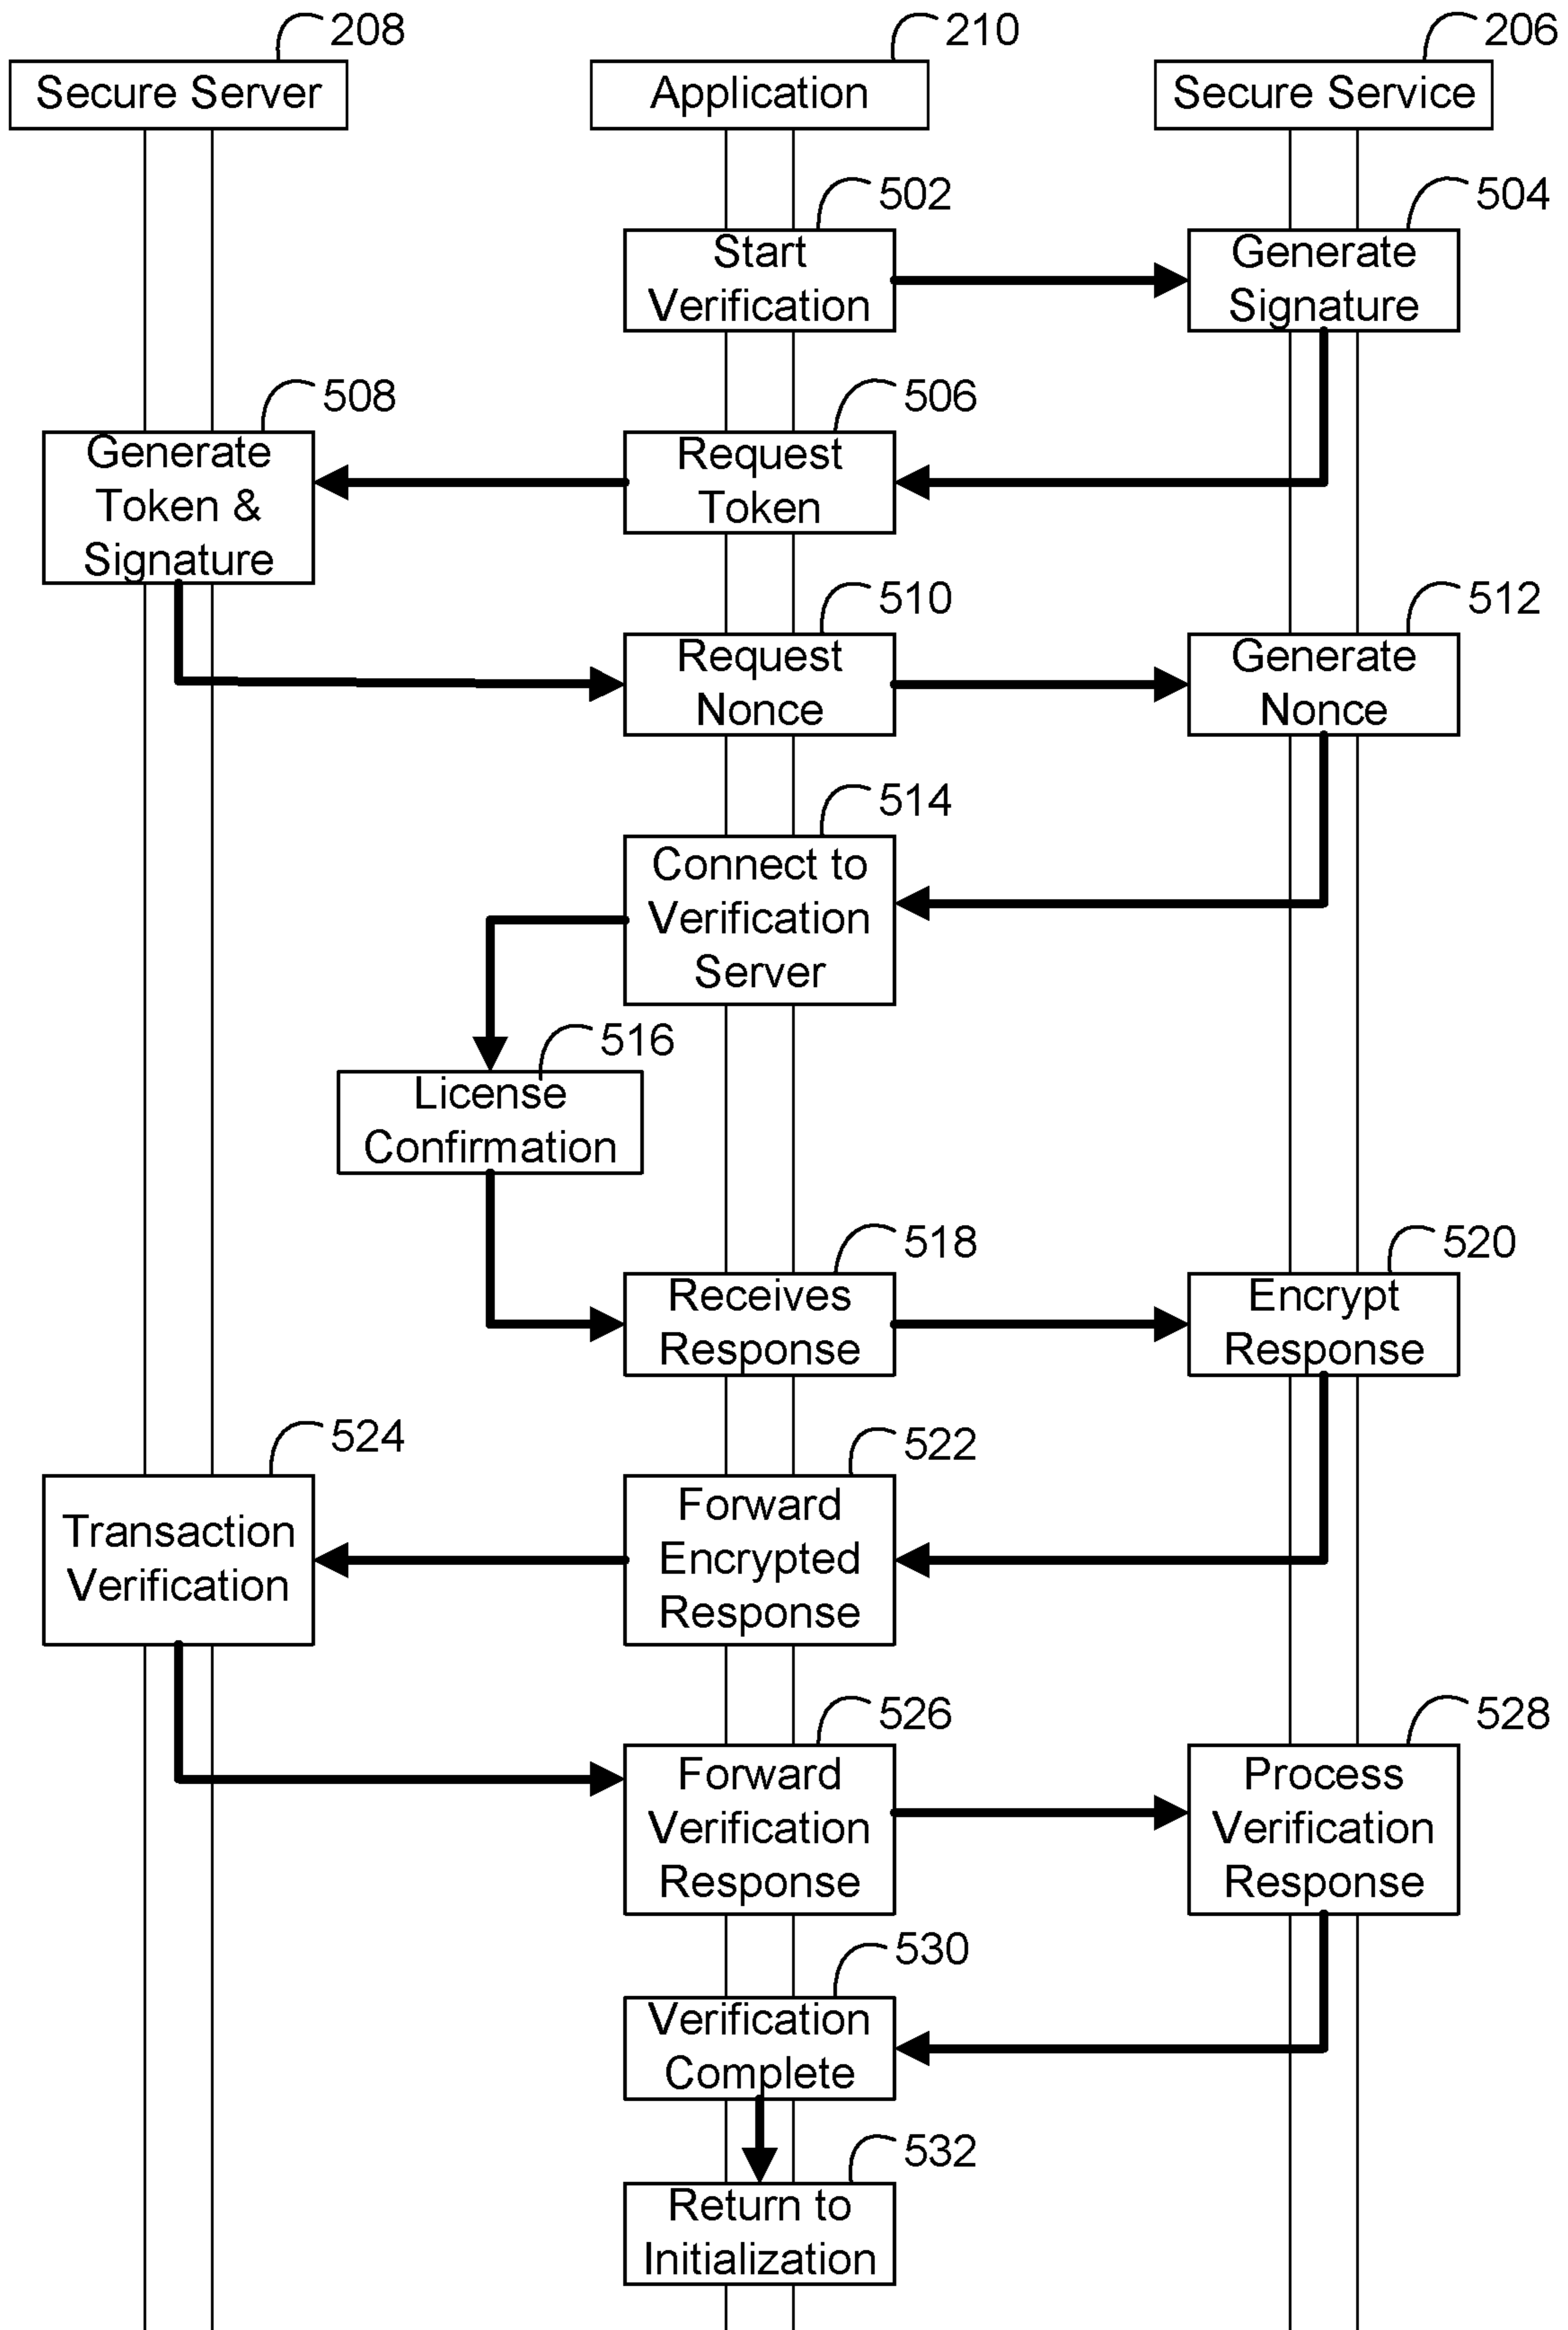 208
210
206
Secure Server
Application
Secure Service
502
504
Start
Verification
Generate
Signature
508
506
Generate
Token &
Signature
Request
Token
510
512
Request
Nonce
Generate
Nonce
514
Connect to
Verification
Server
516
License
Confirmation
518
520
Receives
Response
Encrypt
Response
524
522
Transaction
Verification
Forward
Encrypted
Response
526
528
Forward
Verification
Response
Process
Verification
Response
530
Verification
Complete
532
Return to
Initialization